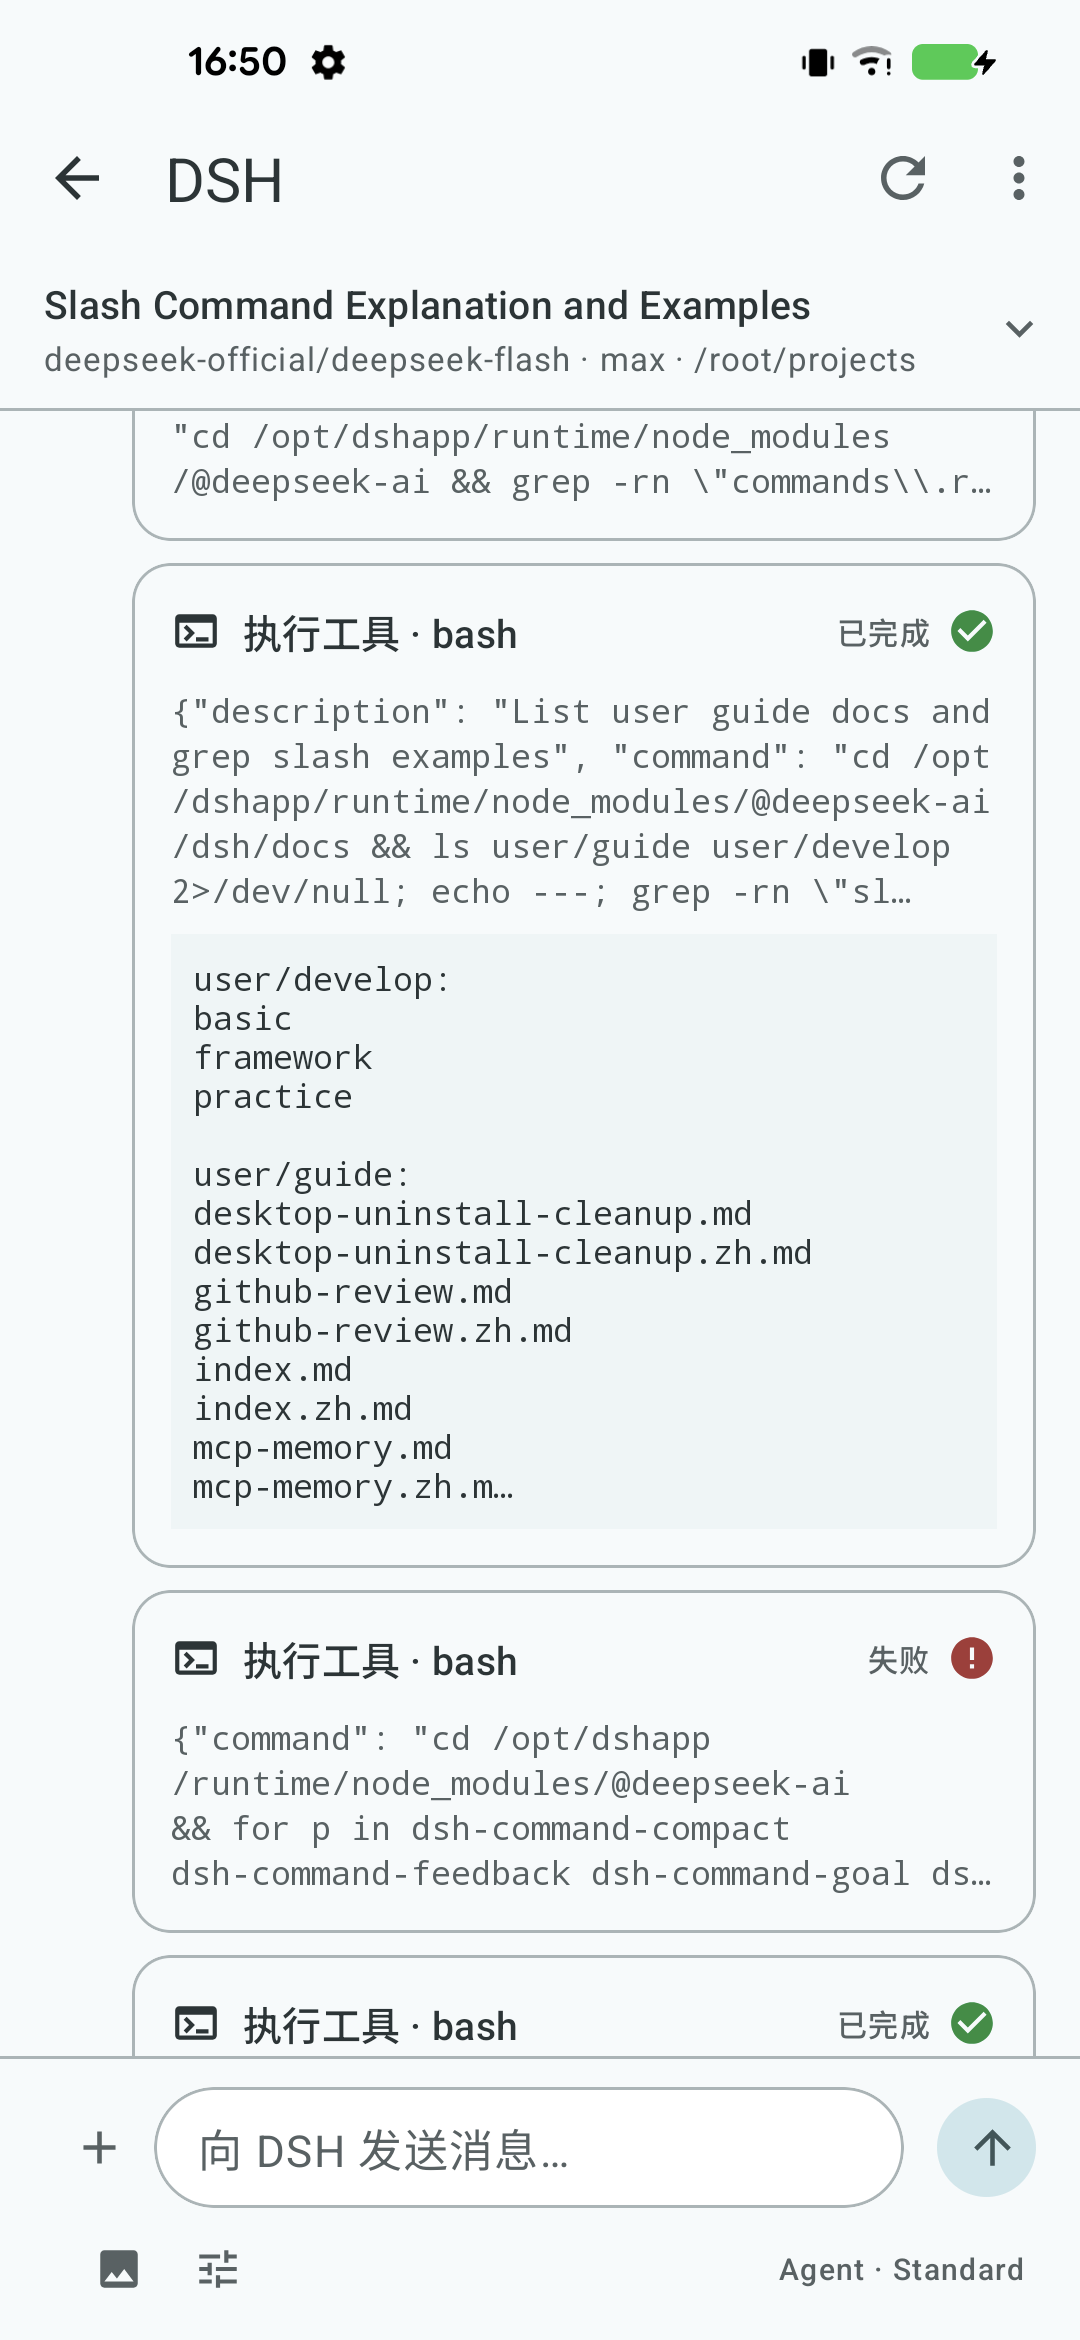 16:50
DSH
Slash Command Explanation and Examples
deepseek-official/deepseek-flash · max · /root/projects
"cd /opt/dshapp/runtime/node_modules
/@deepseek-ai && grep -rn \"commands\\.r…
执行工具 · bash
已完成
{"description": "List user guide docs and
grep slash examples", "command": "cd /opt
/dshapp/runtime/node_modules/@deepseek-ai
/dsh/docs && ls user/guide user/develop
2>/dev/null; echo ---; grep -rn \"sl…
user/develop:
basic
framework
practice
user/guide:
desktop-uninstall-cleanup.md
desktop-uninstall-cleanup.zh.md
github-review.md
github-review.zh.md
index.md
index.zh.md
mcp-memory.md
mcp-memory.zh.m…
执行工具 · bash
失败
{"command": "cd /opt/dshapp
/runtime/node_modules/@deepseek-ai
&& for p in dsh-command-compact
dsh-command-feedback dsh-command-goal ds…
执行工具 · bash
已完成
向 DSH 发送消息…
Agent · Standard